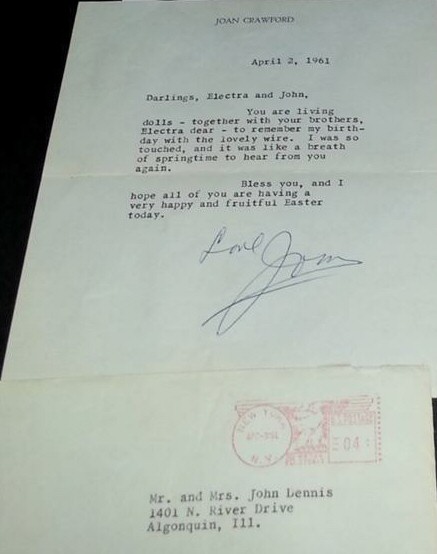 JOAN CRAWFORD
April 2, 1961
Darlings, Electra and John,
You are living
dolls - together with your brothers,
Electra dear - to remember my birth-
day with the lovely wire. I was so
touched, and it was like a breath
of springtime to hear from you
again.
Bless you, and I
hope all of you are having a
very happy and fruitful Easter
today.
Love Joan
NEW YORK
N.Y.
04
Mr. and Mrs. John Dennis
1401 N. River Drive
Algonquin, Ill.